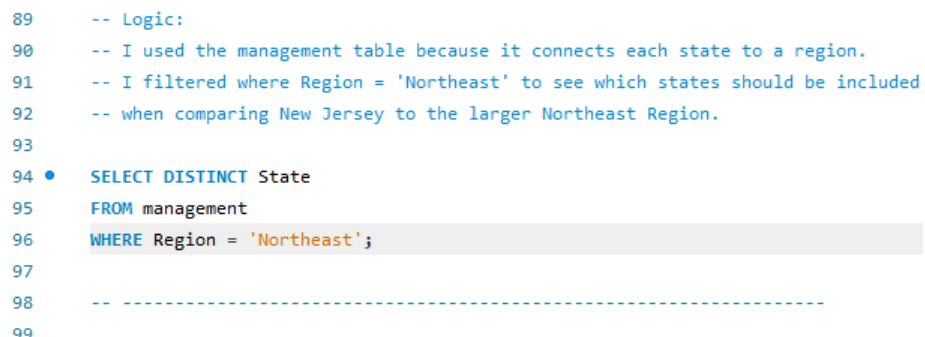 89 -- Logic:
90 -- I used the management table because it connects each state to a region.
91 -- I filtered where Region = 'Northeast' to see which states should be included
92 -- when comparing New Jersey to the larger Northeast Region.
93
94 SELECT DISTINCT State
95 FROM management
96 WHERE Region = 'Northeast';
97
98 -- --------------------------------------------------------------------
99